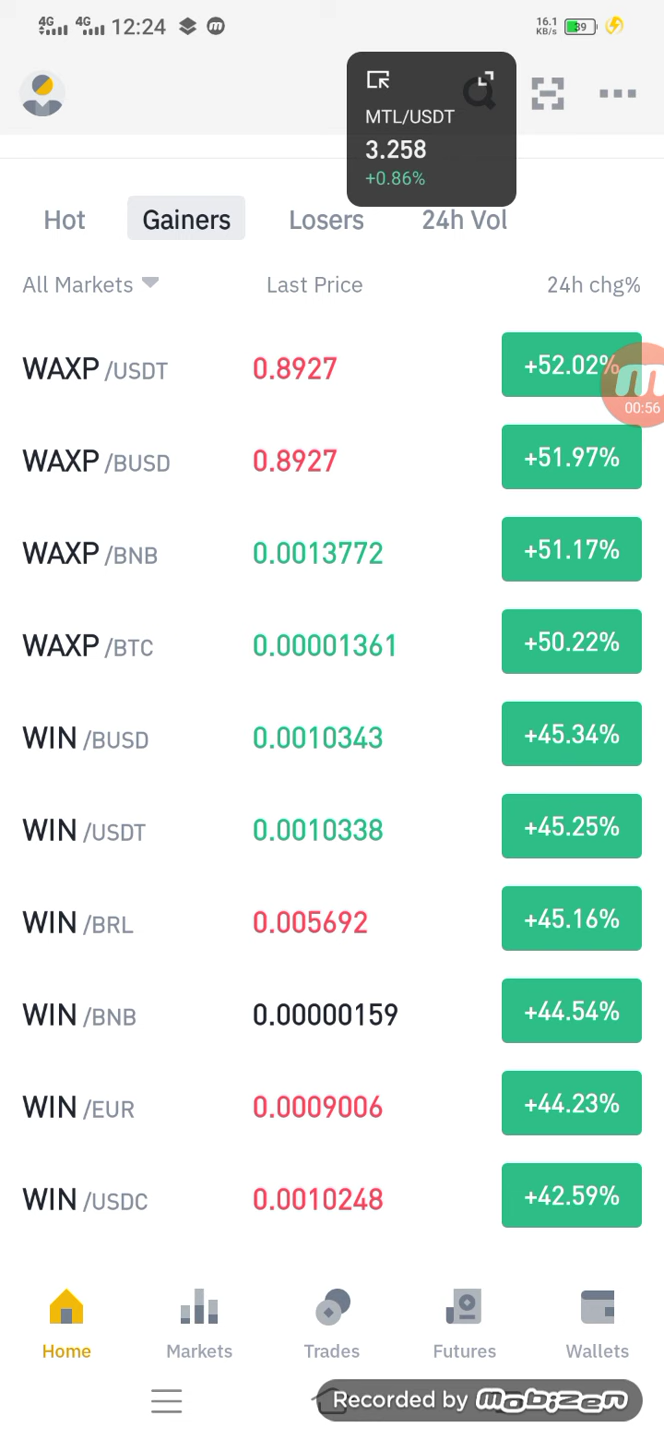 4G 4G 12:24 16.1 KB/s 39
MTL/USDT
3.258
+0.86%
Hot Gainers Losers 24h Vol
All Markets Last Price 24h chg%
WAXP /USDT 0.8927 +52.02%
00:56
WAXP /BUSD 0.8927 +51.97%
WAXP /BNB 0.0013772 +51.17%
WAXP /BTC 0.00001361 +50.22%
WIN /BUSD 0.0010343 +45.34%
WIN /USDT 0.0010338 +45.25%
WIN /BRL 0.005692 +45.16%
WIN /BNB 0.00000159 +44.54%
WIN /EUR 0.0009006 +44.23%
WIN /USDC 0.0010248 +42.59%
Home Markets Trades Futures Wallets
Recorded by mobizen